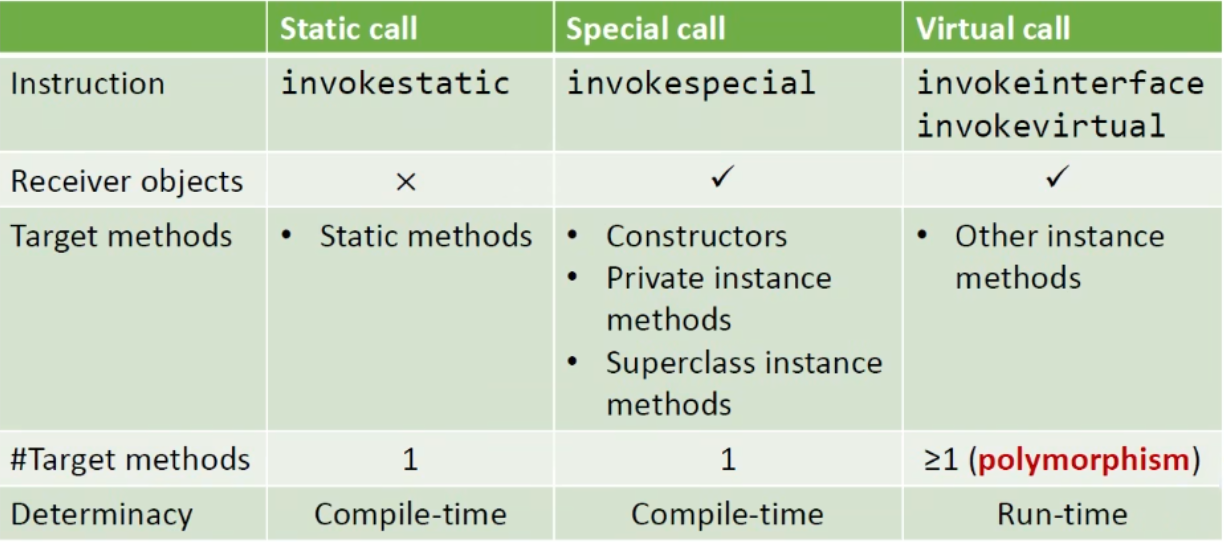 Static call Special call Virtual call
Instruction invokestatic invokespecial invokeinterface
invokevirtual
Receiver objects × ✓ ✓
Target methods • Static methods • Constructors • Other instance
• Private instance methods
methods
• Superclass instance
methods
#Target methods 1 1 ≥1 (polymorphism)
Determinacy Compile-time Compile-time Run-time